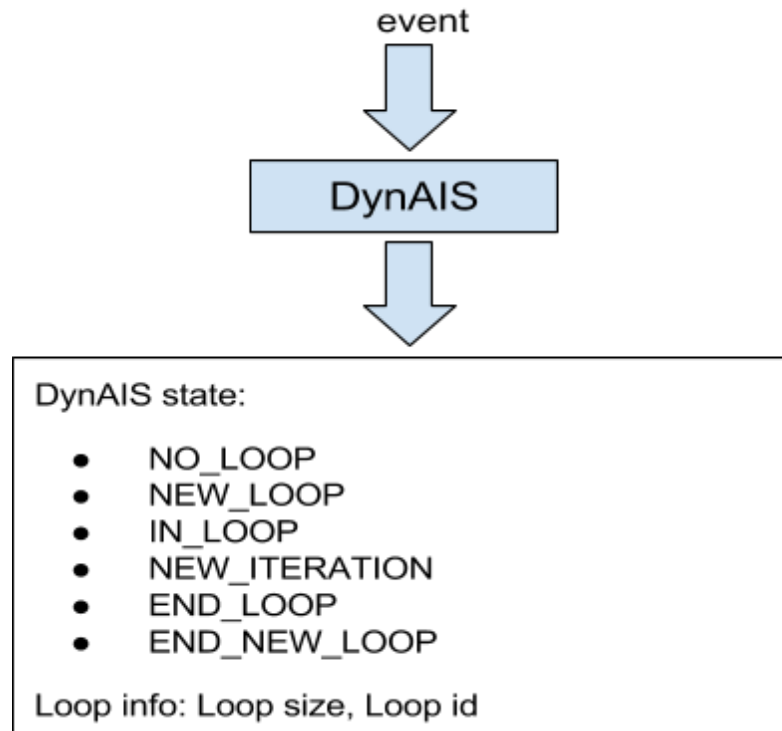 event
DynAIS
DynAIS state:
● NO_LOOP
● NEW_LOOP
● IN_LOOP
● NEW_ITERATION
● END_LOOP
● END_NEW_LOOP
Loop info: Loop size, Loop id